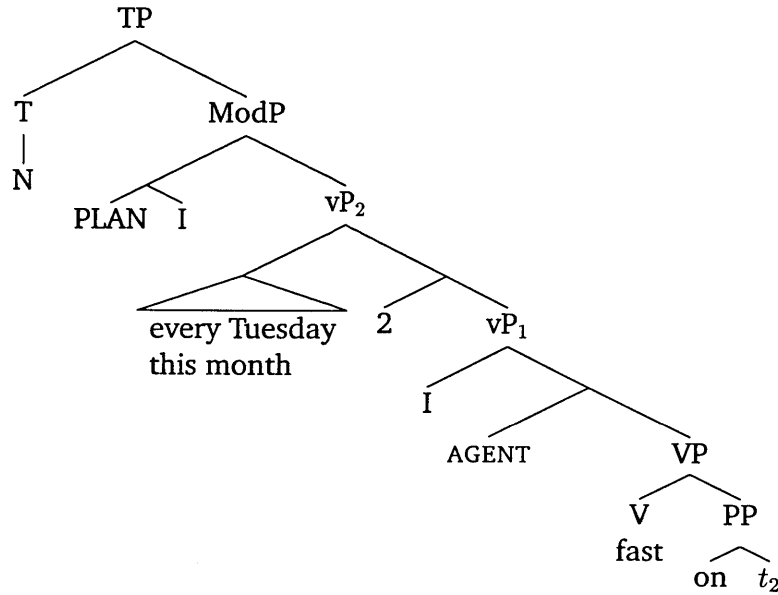 TP
T ModP
N
PLAN I vP₂
every Tuesday 2 vP₁
this month
I
AGENT VP
V PP
fast
on t₂